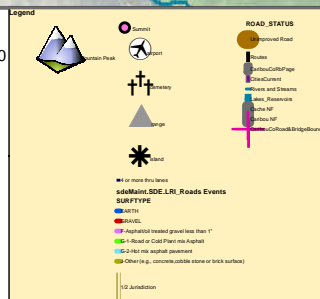 Legend
0
Mountain Peak
Summit
Airport
Cemetery
Range
Island
4 or more thru lanes
sdeMaint.SDE.LRI_Roads Events
SURFTYP
EARTH
GRAVEL
F-Asphalt/oil treated gravel less than 1"
G-1-Road or Cold Plant mix Asphalt
G-2-Hot mix asphalt pavement
J-Other (e.g., concrete,cobble stone or brick surface)
1/2 Jurisdiction
ROAD_STATUS
Unimproved Road
Routes
CaribouCoRbPage
CitiesCurrent
Rivers and Streams
Lakes_Reservoirs
Cache NF
Caribou NF
CaribouCoRoad&BridgeBoun